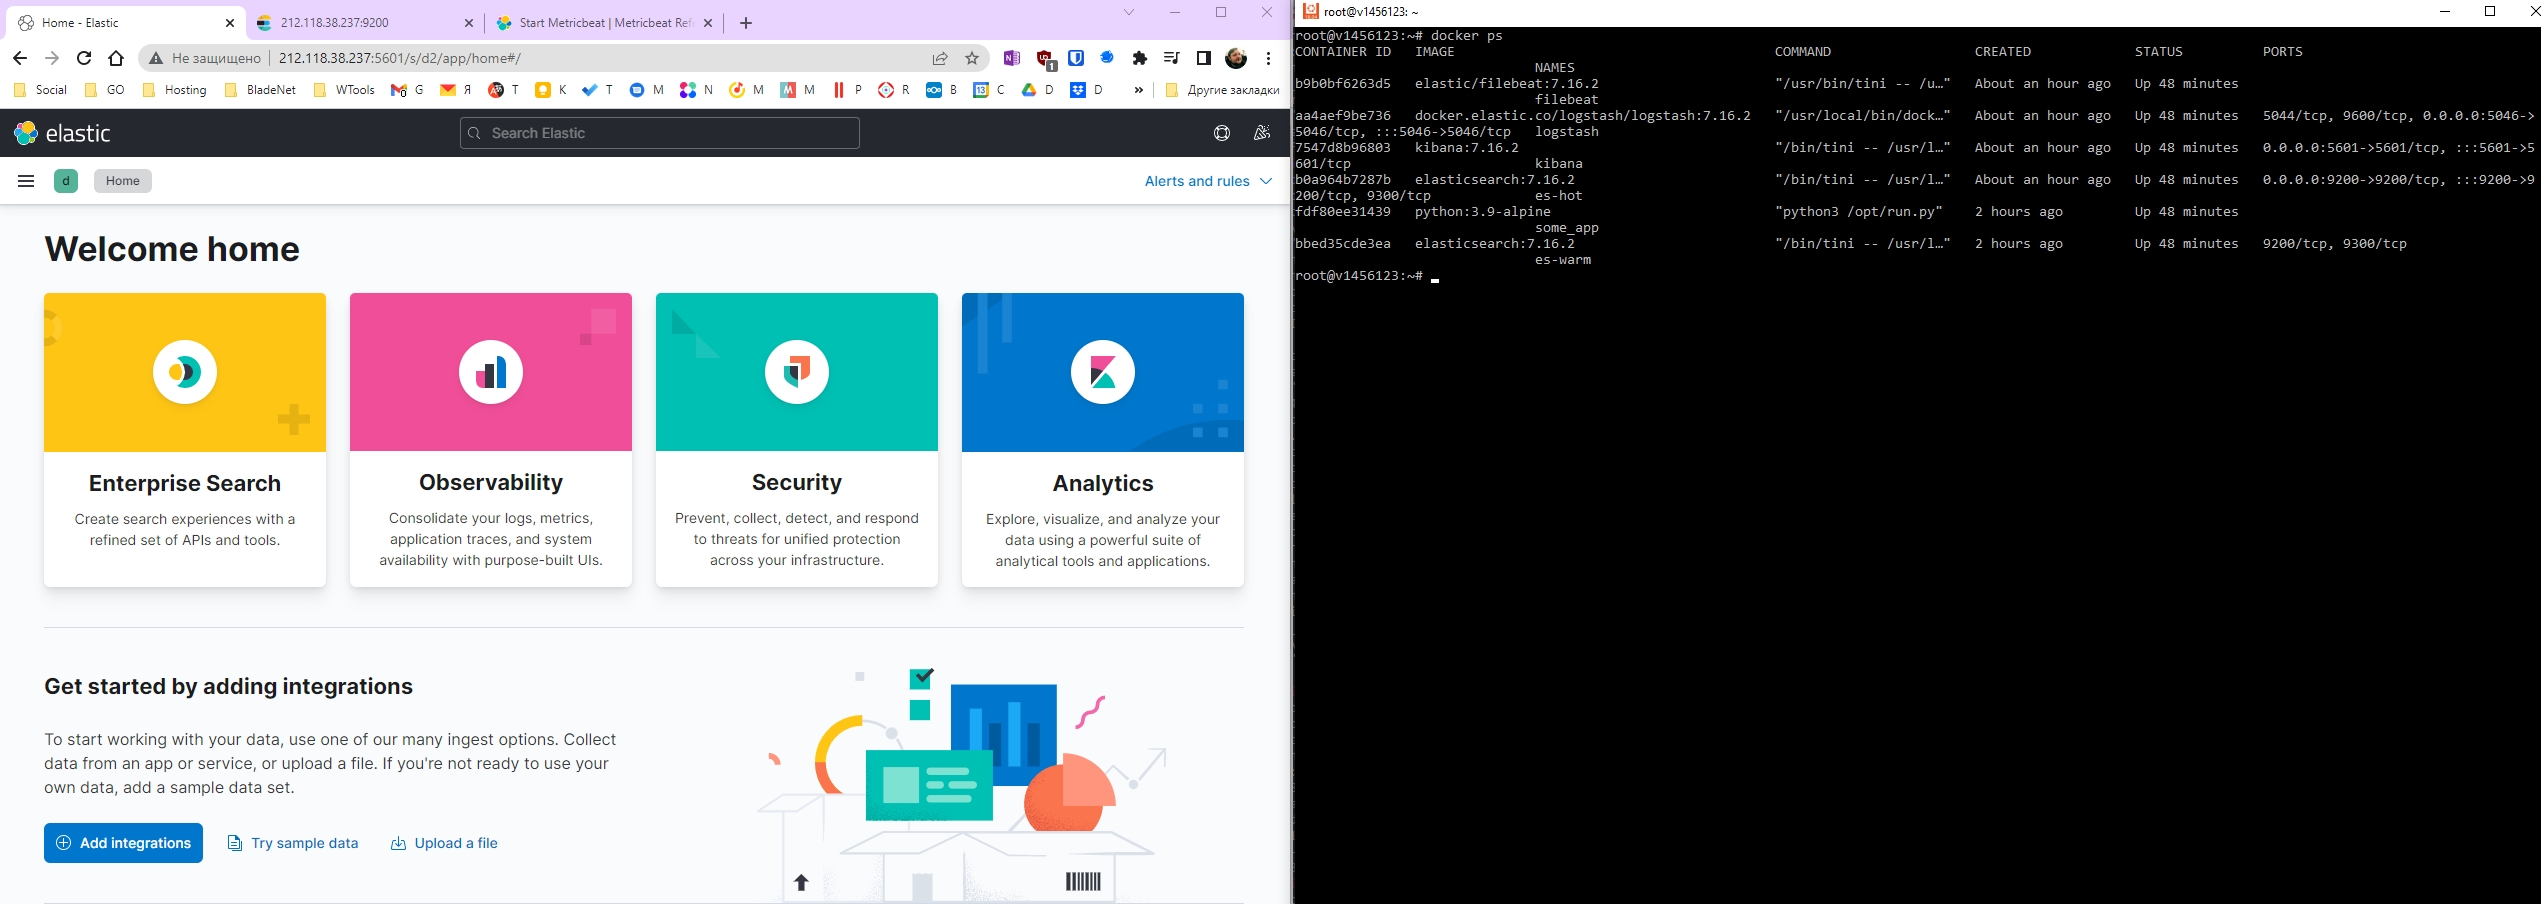 Home - Elastic
212.118.38.237:9200
Start Metricbeat | Metricbeat Ref
Не защищено
212.118.38.237:5601/s/d2/app/home#/
1
Social
GO
Hosting
BladeNet
WTools
G
Я
T
K
T
M
N
M
M
P
R
B
13
C
D
D
»
Другие закладки
elastic
Search Elastic
d
Home
Alerts and rules
Welcome home
Enterprise Search
Create search experiences with a
refined set of APIs and tools.
Observability
Consolidate your logs, metrics,
application traces, and system
availability with purpose-built UIs.
Security
Prevent, collect, detect, and respond
to threats for unified protection
across your infrastructure.
Analytics
Explore, visualize, and analyze your
data using a powerful suite of
analytical tools and applications.
Get started by adding integrations
To start working with your data, use one of our many ingest options. Collect
data from an app or service, or upload a file. If you're not ready to use your
own data, add a sample data set.
Add integrations
Try sample data
Upload a file
root@v1456123: ~
root@v1456123:~# docker ps
CONTAINER ID   IMAGE   COMMAND   CREATED   STATUS   PORTS
NAMES
b9b0bf6263d5   elastic/filebeat:7.16.2   "/usr/bin/tini -- /u…"   About an hour ago   Up 48 minutes
filebeat
aa4aef9be736   docker.elastic.co/logstash/logstash:7.16.2   "/usr/local/bin/dock…"   About an hour ago   Up 48 minutes   5044/tcp, 9600/tcp, 0.0.0.0:5046->
5046/tcp, :::5046->5046/tcp   logstash
7547d8b96803   kibana:7.16.2   "/bin/tini -- /usr/l…"   About an hour ago   Up 48 minutes   0.0.0.0:5601->5601/tcp, :::5601->5
601/tcp   kibana
b0a964b7287b   elasticsearch:7.16.2   "/bin/tini -- /usr/l…"   About an hour ago   Up 48 minutes   0.0.0.0:9200->9200/tcp, :::9200->9
200/tcp, 9300/tcp   es-hot
fdf80ee31439   python:3.9-alpine   "python3 /opt/run.py"   2 hours ago   Up 48 minutes
some_app
bbed35cde3ea   elasticsearch:7.16.2   "/bin/tini -- /usr/l…"   2 hours ago   Up 48 minutes   9200/tcp, 9300/tcp
es-warm
root@v1456123:~#